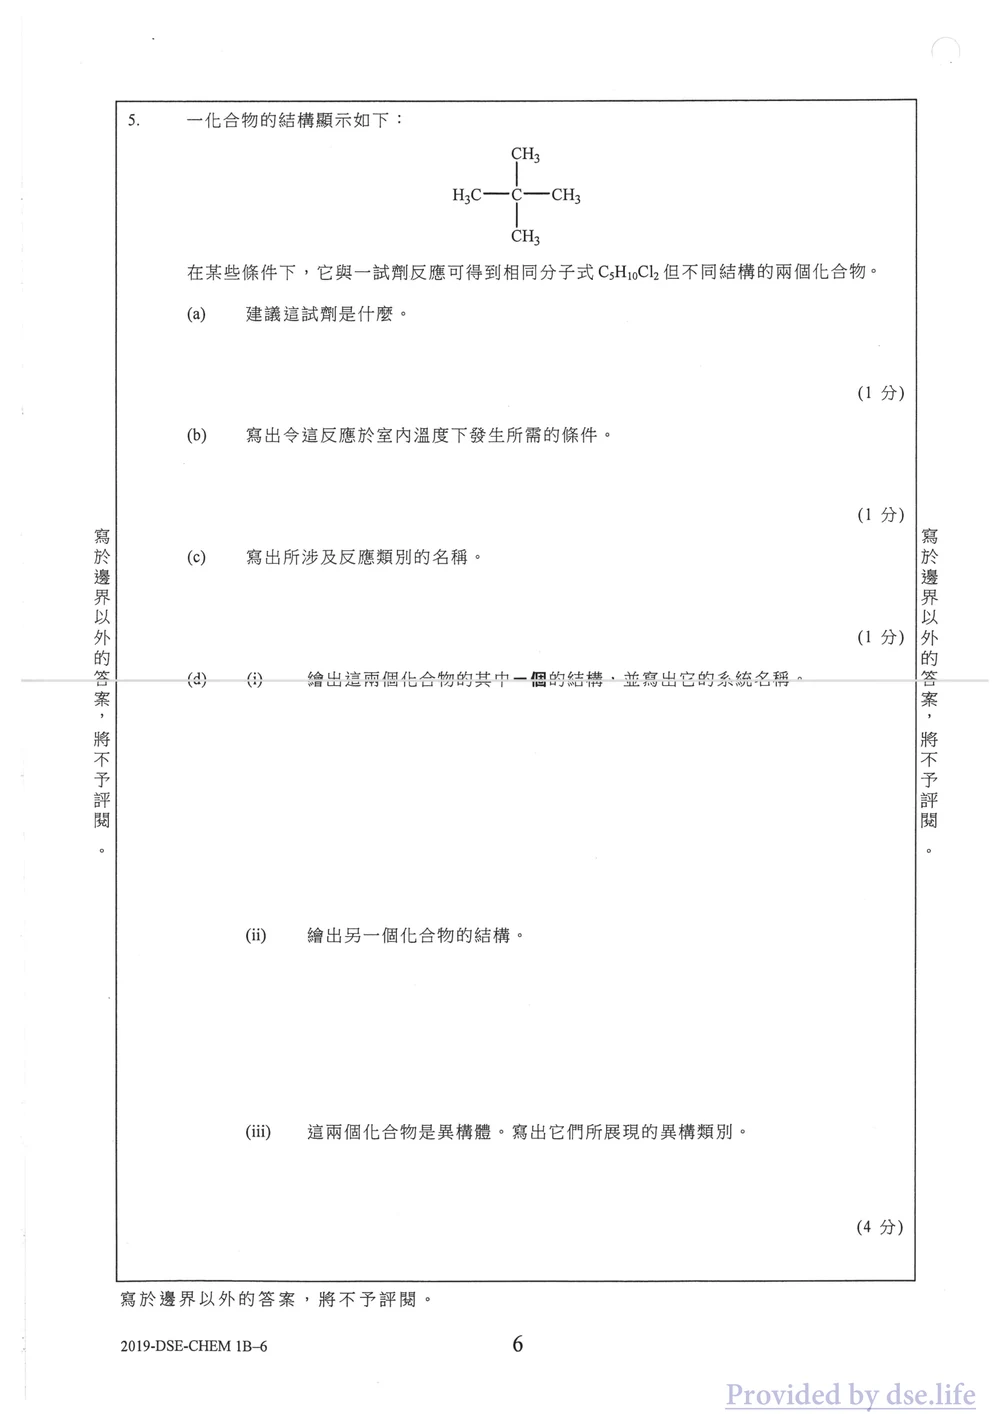 5. 一化合物的結構顯示如下：
CH3
H3C—C—CH3
CH3
在某些條件下，它與一試劑反應可得到相同分子式 C5H10Cl2 但不同結構的兩個化合物。
(a) 建議這試劑是什麼。
(1 分)
(b) 寫出令這反應於室內溫度下發生所需的條件。
(1 分)
(c) 寫出所涉及反應類別的名稱。
(1 分)
(d) (i) 繪出這兩個化合物的其中一個的結構，並寫出它的系統名稱。
(ii) 繪出另一個化合物的結構。
(iii) 這兩個化合物是異構體。寫出它們所展現的異構類別。
(4 分)
寫於邊界以外的答案，將不予評閱。
寫於邊界以外的答案，將不予評閱。
寫於邊界以外的答案，將不予評閱。
2019-DSE-CHEM 1B–6
6
Provided by dse.life